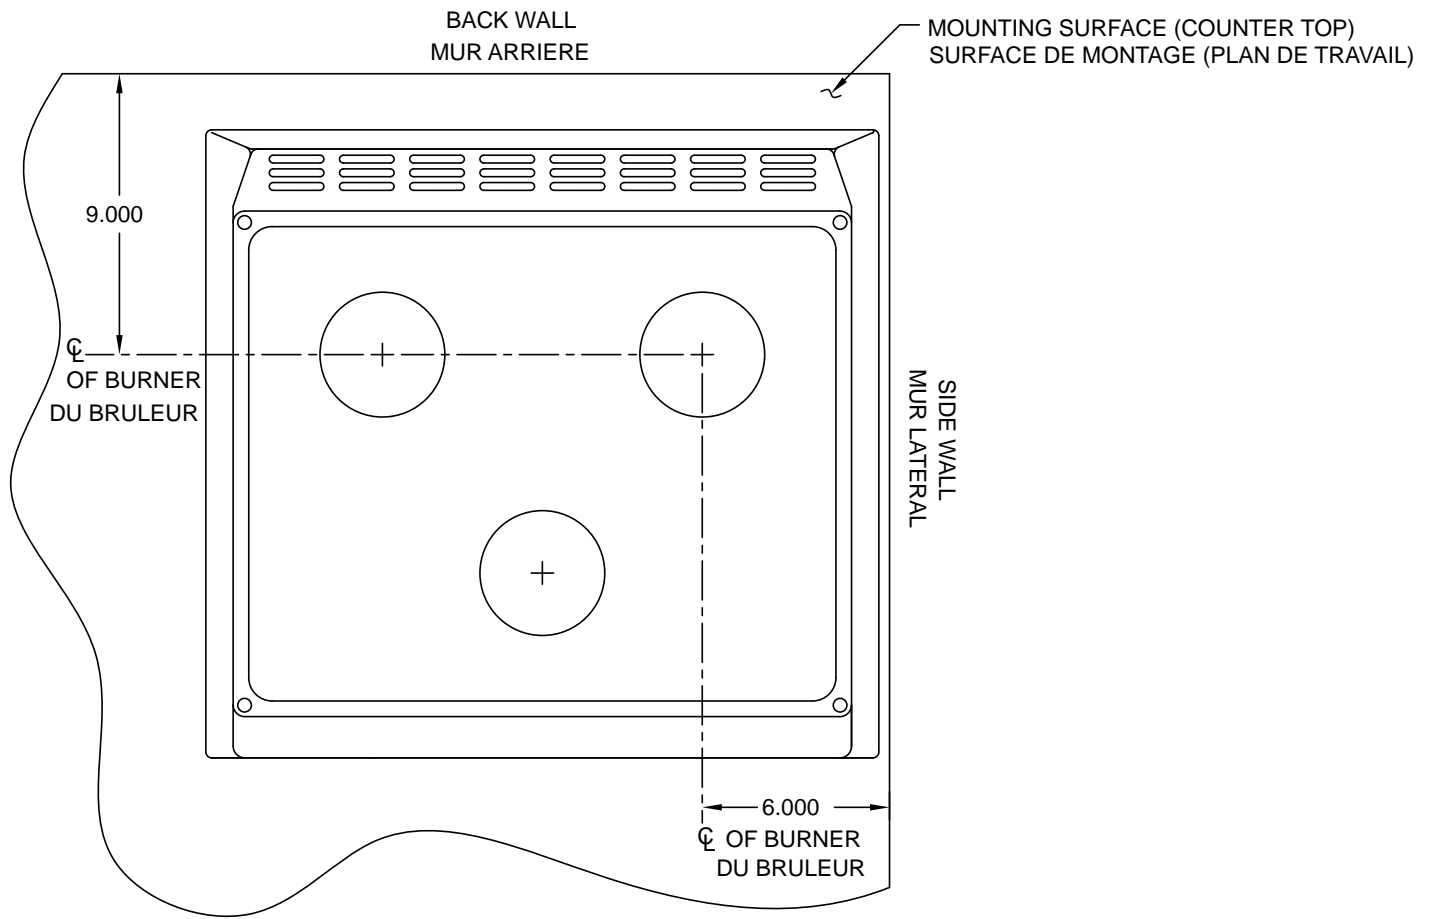 BACK WALL
MUR ARRIERE
MOUNTING SURFACE (COUNTER TOP)
SURFACE DE MONTAGE (PLAN DE TRAVAIL)
9.000
℄
OF BURNER
DU BRULEUR
SIDE WALL
MUR LATERAL
6.000
℄ OF BURNER
DU BRULEUR